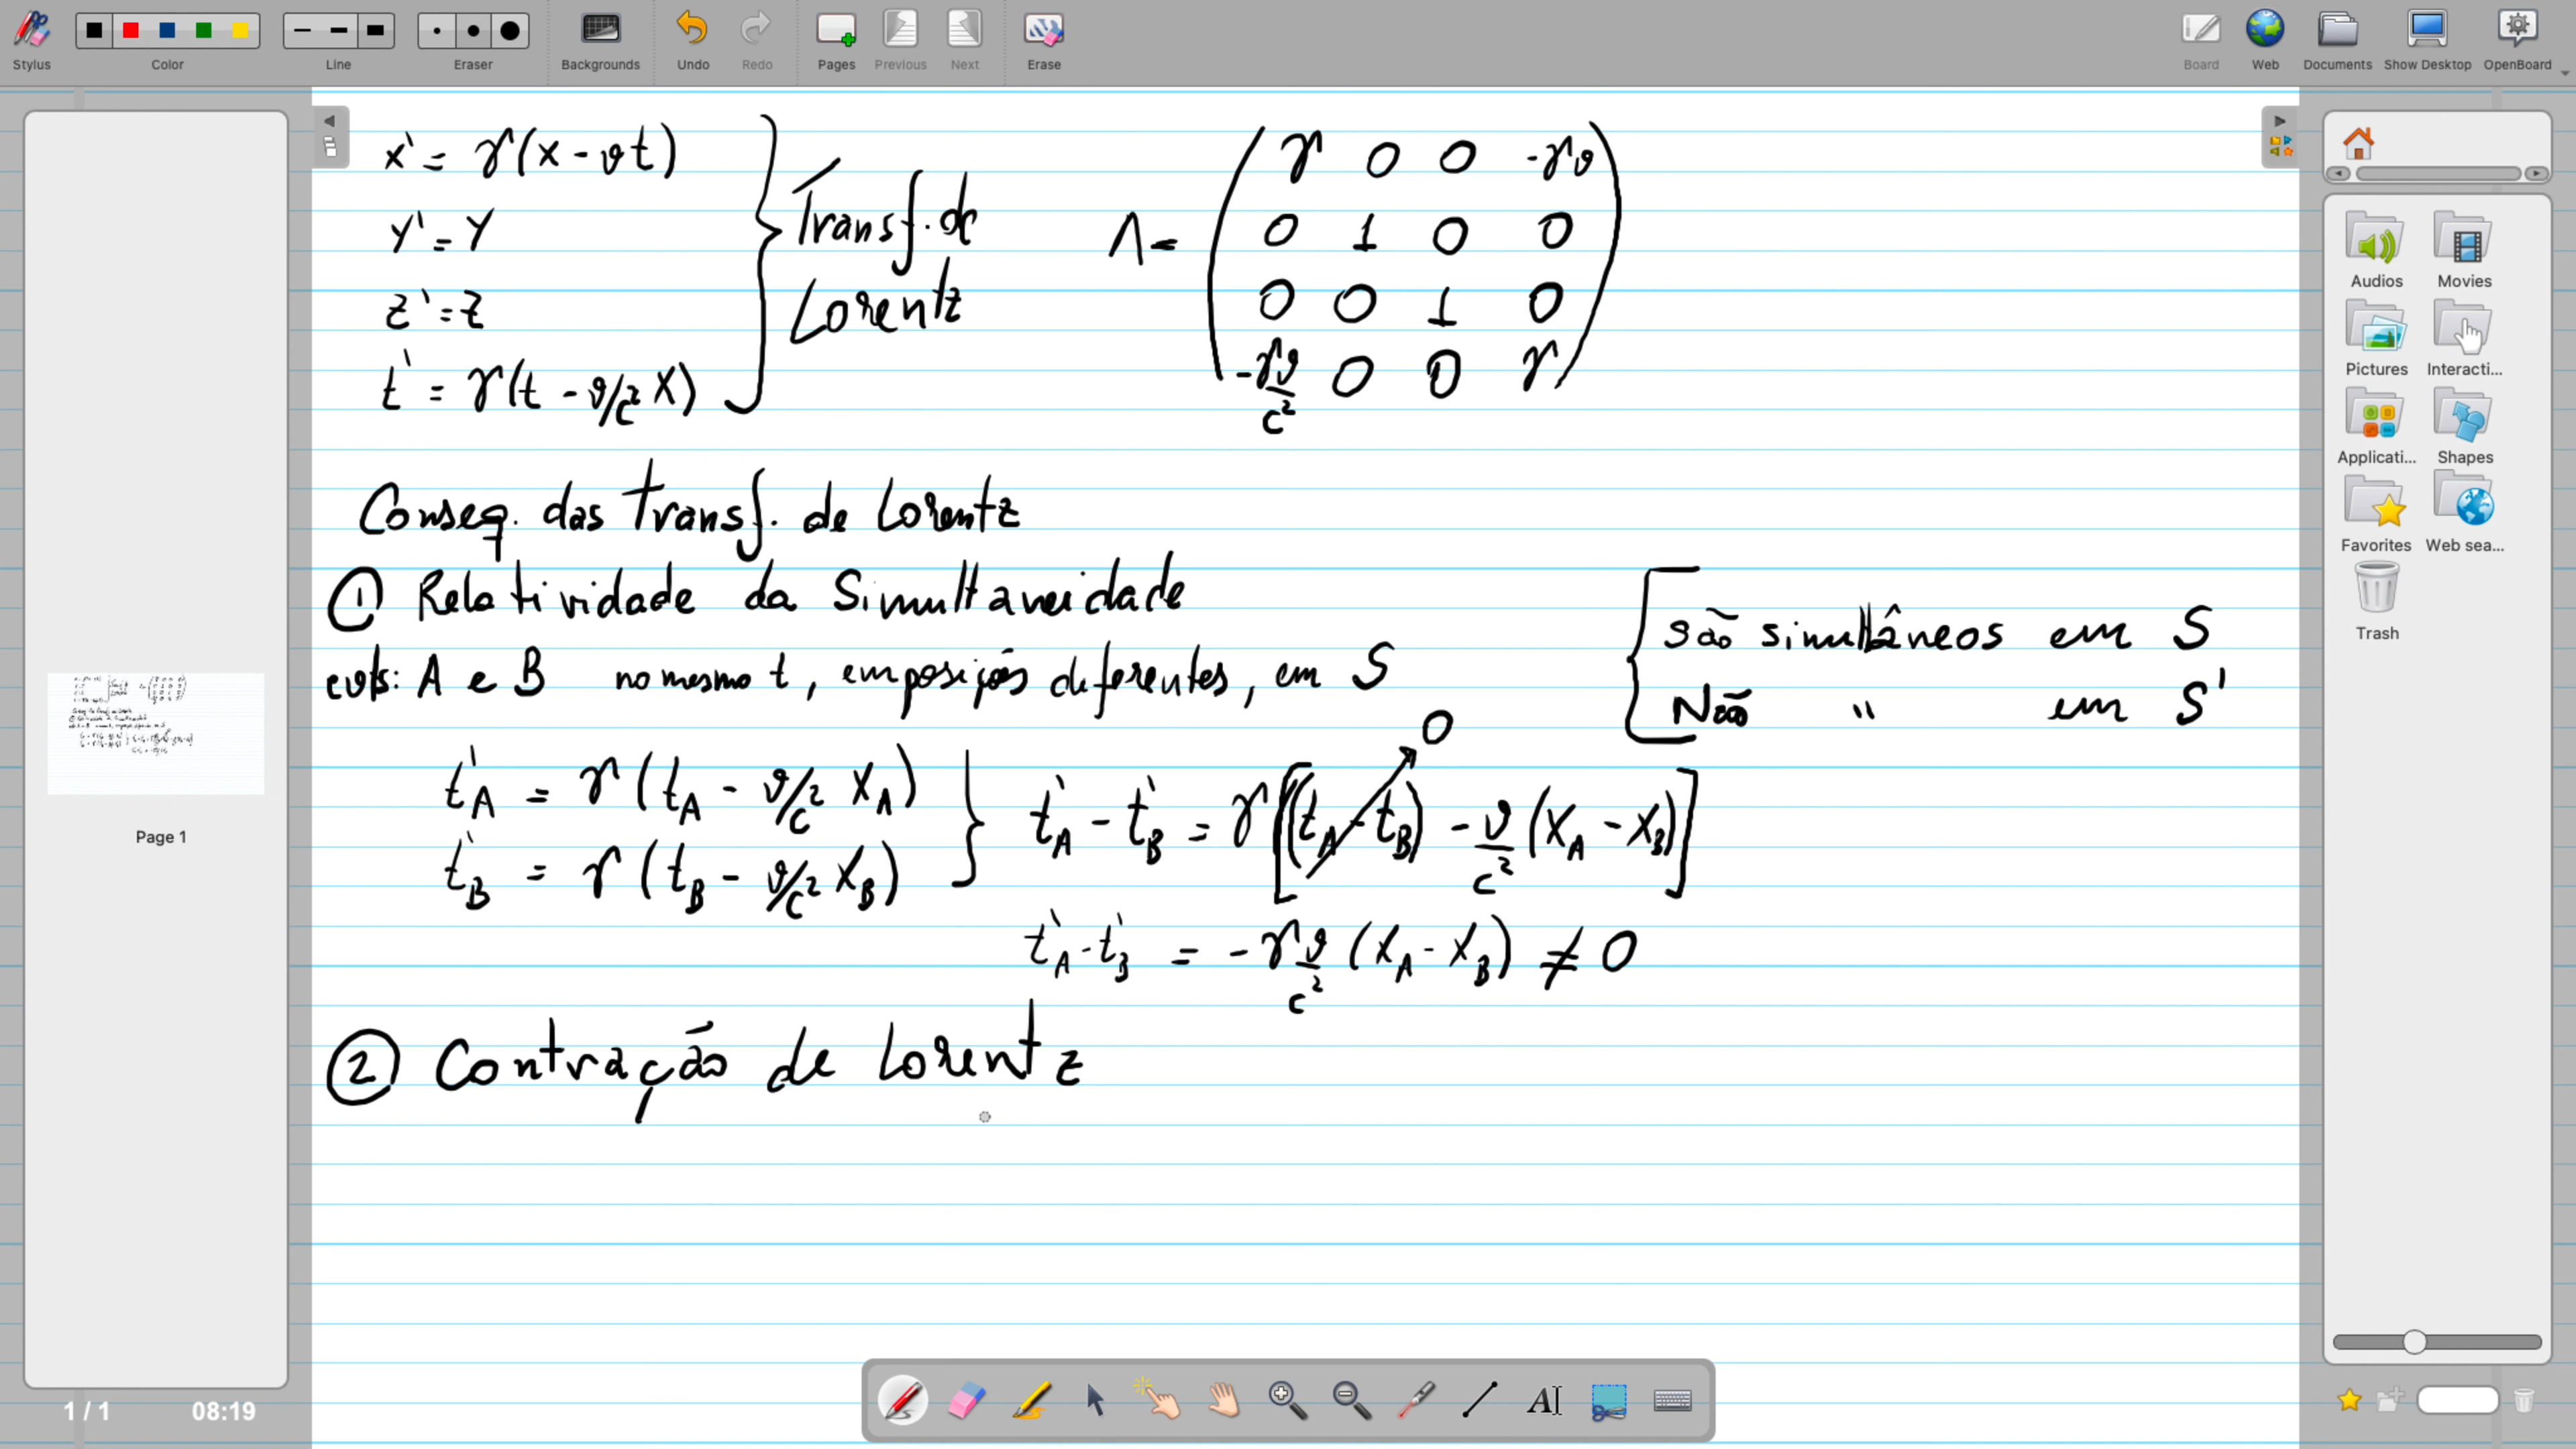 Stylus Color Line Eraser Backgrounds Undo Redo Pages Previous Next Erase Board Web Documents Show Desktop OpenBoard
x' = γ(x - vt)
y' = y
z' = z
t' = γ(t - v/c² x)
Transf. de
Lorentz
Λ =
γ 0 0 -γv
0 1 0 0
0 0 1 0
-γv/c² 0 0 γ
Conseq. das Transf. de Lorentz
① Relatividade da Simultaneidade
evts: A e B no mesmo t, em posições diferentes, em S
são simultâneos em S
Não " em S'
t'A = γ(tA - v/c² xA)
t'B = γ(tB - v/c² xB)
t'A - t'B = γ[(tA - tB) - v/c² (xA - xB)]
0
t'A - t'B = -γ v/c² (xA - xB) ≠ 0
② Contração de Lorentz
Page 1
1 / 1 08:19
Audios Movies
Pictures Interacti...
Applicati... Shapes
Favorites Web sea...
Trash